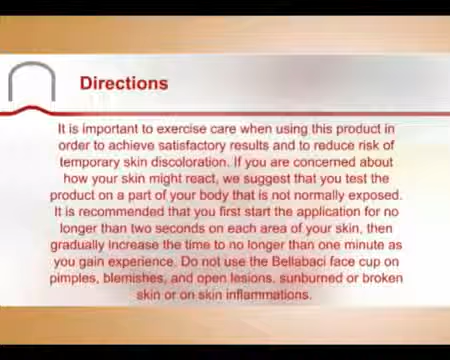 Directions
It is important to exercise care when using this product in
order to achieve satisfactory results and to reduce risk of
temporary skin discoloration. If you are concerned about
how your skin might react, we suggest that you test the
product on a part of your body that is not normally exposed.
It is recommended that you first start the application for no
longer than two seconds on each area of your skin, then
gradually increase the time to no longer than one minute as
you gain experience. Do not use the Bellabaci face cup on
pimples, blemishes, and open lesions. sunburned or broken
skin or on skin inflammations.